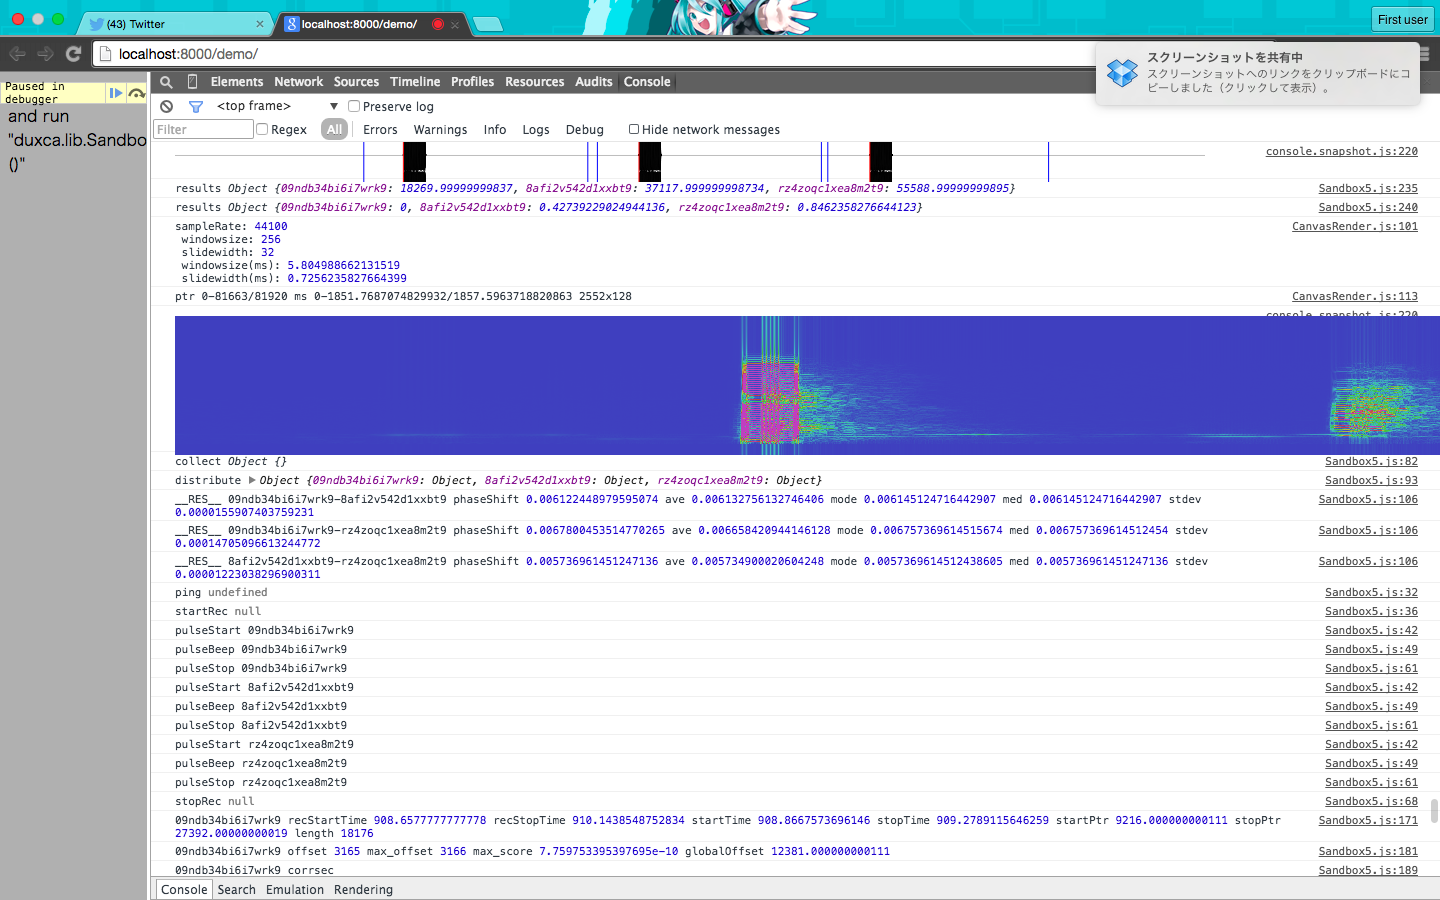 (43) Twitter
localhost:8000/demo/
First user
localhost:8000/demo/
スクリーンショットを共有中
スクリーンショットへのリンクをクリップボードにコ
ピーしました（クリックして表示）。
Paused in
debugger
and run
"duxca.lib.Sandbo
()"
Elements Network Sources Timeline Profiles Resources Audits Console
<top frame> Preserve log
Filter Regex All Errors Warnings Info Logs Debug Hide network messages
console.snapshot.js:220
results Object {09ndb34bi6i7wrk9: 18269.99999999837, 8afi2v542d1xxbt9: 37117.999999998734, rz4zoqc1xea8m2t9: 55588.99999999895} Sandbox5.js:235
results Object {09ndb34bi6i7wrk9: 0, 8afi2v542d1xxbt9: 0.42739229024944136, rz4zoqc1xea8m2t9: 0.8462358276644123} Sandbox5.js:240
sampleRate: 44100 CanvasRender.js:101
windowsize: 256
slidewidth: 32
windowsize(ms): 5.804988662131519
slidewidth(ms): 0.7256235827664399
ptr 0-81663/81920 ms 0-1851.7687074829932/1857.5963718820863 2552x128 CanvasRender.js:113
console.snapshot.js:220
collect Object {} Sandbox5.js:82
distribute Object {09ndb34bi6i7wrk9: Object, 8afi2v542d1xxbt9: Object, rz4zoqc1xea8m2t9: Object} Sandbox5.js:93
__RES__ 09ndb34bi6i7wrk9-8afi2v542d1xxbt9 phaseShift 0.006122448979595074 ave 0.006132756132746406 mode 0.006145124716442907 med 0.006145124716442907 stdev Sandbox5.js:106
0.0000155907403759231
__RES__ 09ndb34bi6i7wrk9-rz4zoqc1xea8m2t9 phaseShift 0.0067800453514770265 ave 0.006658420944146128 mode 0.006757369614515674 med 0.006757369614512454 stdev Sandbox5.js:106
0.00014705096613244772
__RES__ 8afi2v542d1xxbt9-rz4zoqc1xea8m2t9 phaseShift 0.005736961451247136 ave 0.005734900020604248 mode 0.0057369614512438605 med 0.005736961451247136 stdev Sandbox5.js:106
0.00001223038296900311
ping undefined Sandbox5.js:32
startRec null Sandbox5.js:36
pulseStart 09ndb34bi6i7wrk9 Sandbox5.js:42
pulseBeep 09ndb34bi6i7wrk9 Sandbox5.js:49
pulseStop 09ndb34bi6i7wrk9 Sandbox5.js:61
pulseStart 8afi2v542d1xxbt9 Sandbox5.js:42
pulseBeep 8afi2v542d1xxbt9 Sandbox5.js:49
pulseStop 8afi2v542d1xxbt9 Sandbox5.js:61
pulseStart rz4zoqc1xea8m2t9 Sandbox5.js:42
pulseBeep rz4zoqc1xea8m2t9 Sandbox5.js:49
pulseStop rz4zoqc1xea8m2t9 Sandbox5.js:61
stopRec null Sandbox5.js:68
09ndb34bi6i7wrk9 recStartTime 908.6577777777778 recStopTime 910.1438548752834 startTime 908.8667573696146 stopTime 909.2789115646259 startPtr 9216.000000000111 stopPtr Sandbox5.js:171
27392.00000000019 length 18176
09ndb34bi6i7wrk9 offset 3165 max_offset 3166 max_score 7.759753395397695e-10 globalOffset 12381.000000000111 Sandbox5.js:181
09ndb34bi6i7wrk9 corrsec Sandbox5.js:189
Console Search Emulation Rendering